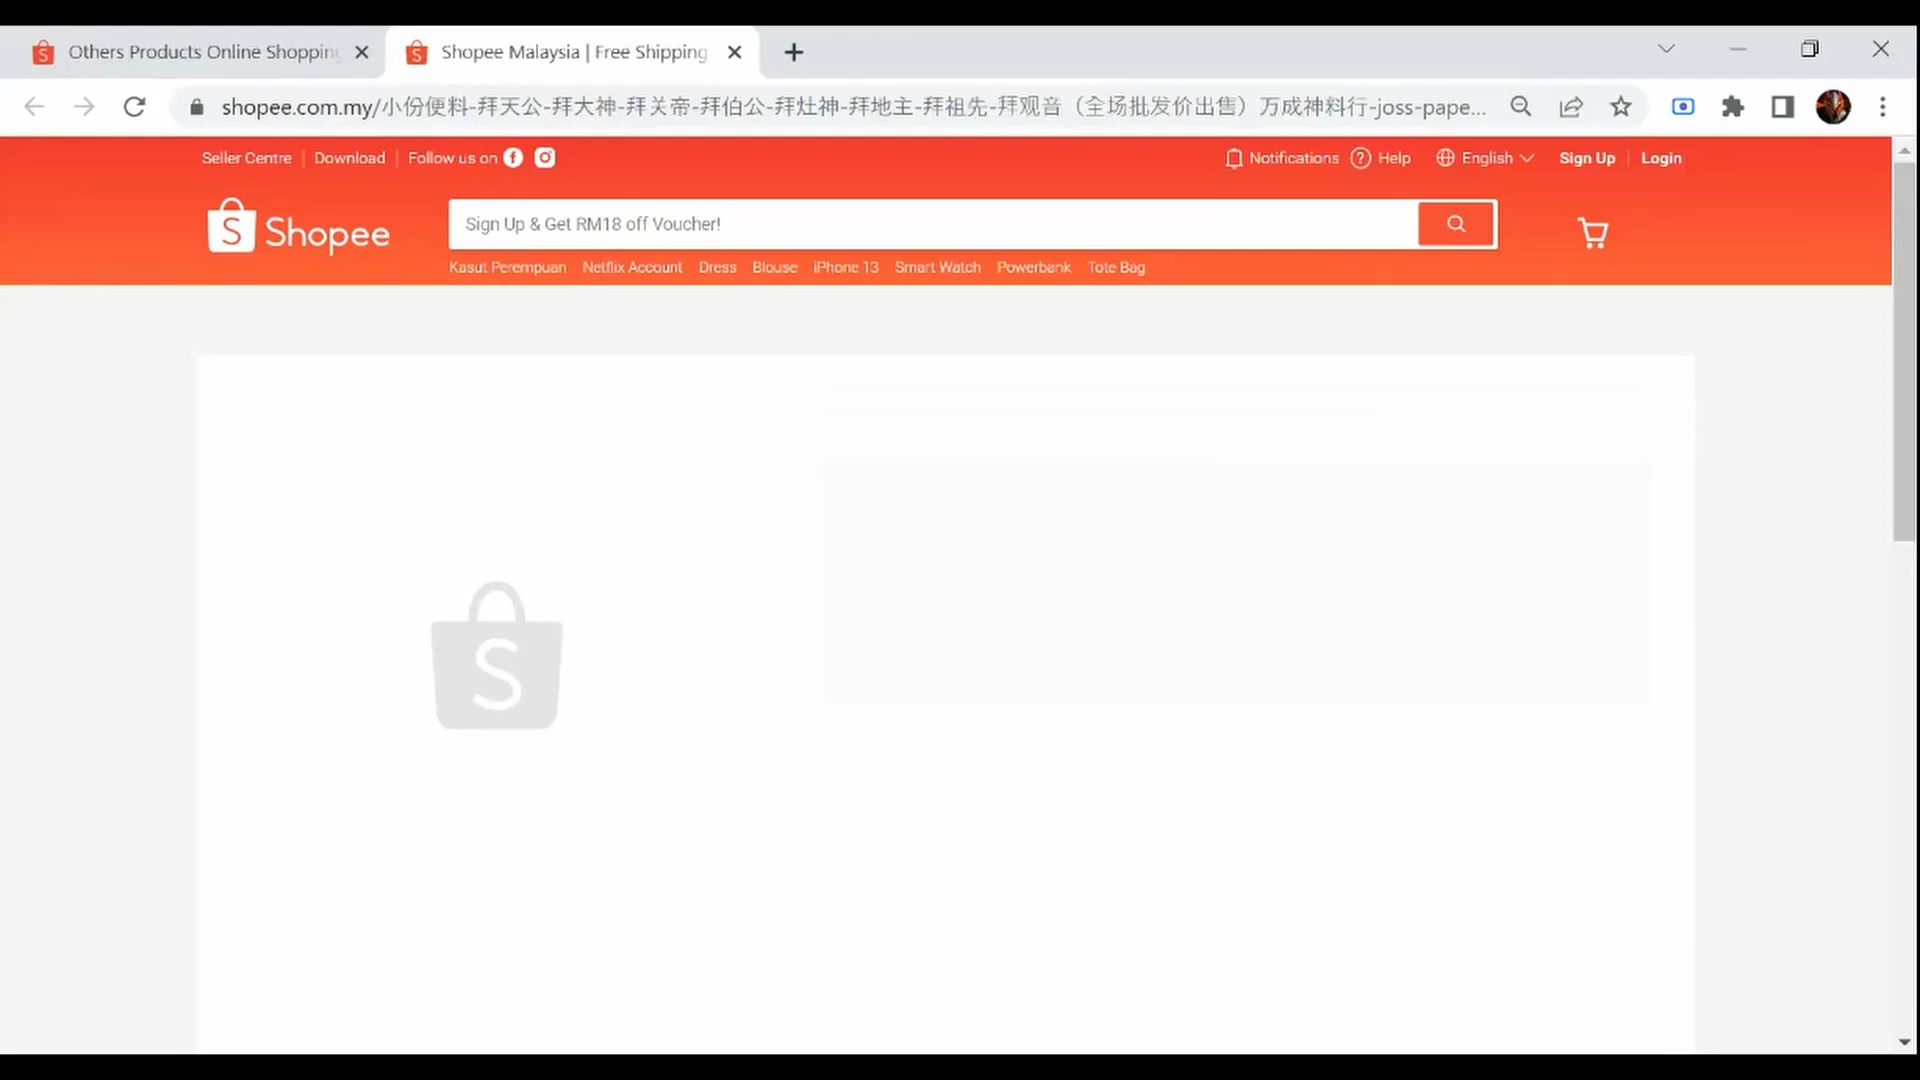 Others Products Online Shopping
Shopee Malaysia | Free Shipping
shopee.com.my/小份便料-拜天公-拜大神-拜关帝-拜伯公-拜灶神-拜地主-拜祖先-拜观音（全场批发价出售）万成神料行-joss-pape...
Seller Centre | Download | Follow us on
Notifications Help English Sign Up | Login
Shopee
Sign Up & Get RM18 off Voucher!
Kasut Perempuan Netflix Account Dress Blouse iPhone 13 Smart Watch Powerbank Tote Bag